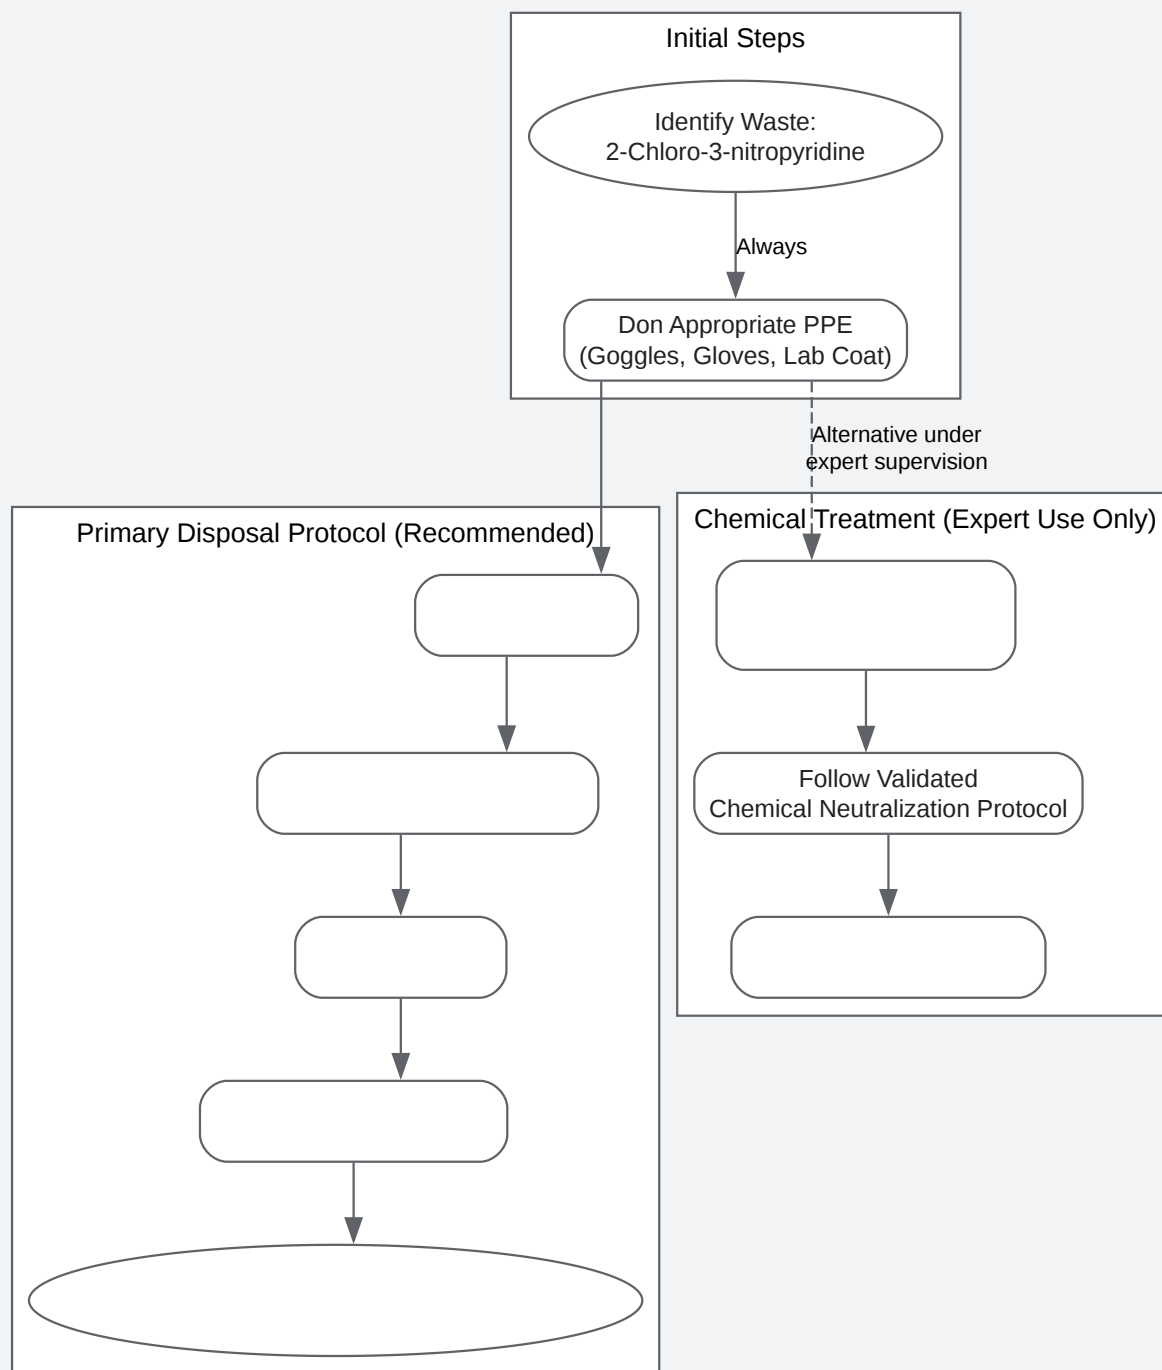 Initial Steps
Identify Waste:
2-Chloro-3-nitropyridine
Always
Don Appropriate PPE
(Goggles, Gloves, Lab Coat)
Alternative under
expert supervision
Primary Disposal Protocol (Recommended)
Chemical Treatment (Expert Use Only)
Follow Validated
Chemical Neutralization Protocol